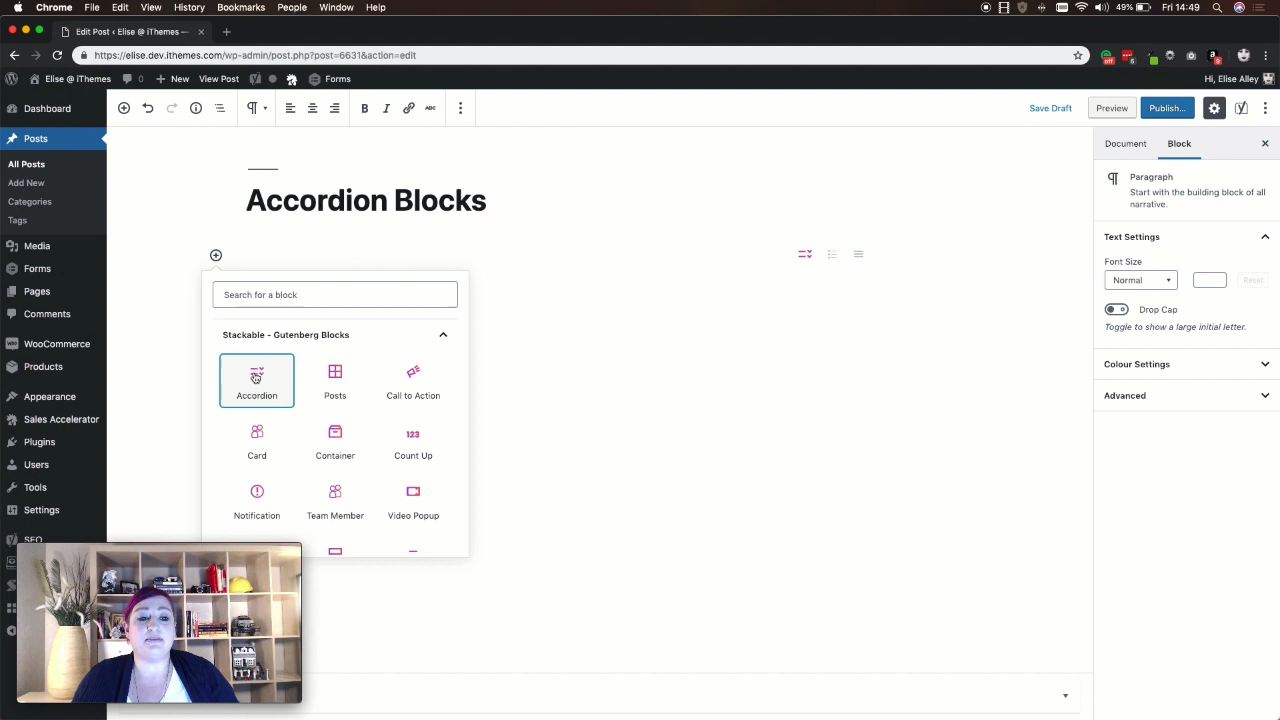 Chrome File Edit View History Bookmarks People Window Help 49% Fri 14:49
Edit Post ‹ Elise @ iThemes —
https://elise.dev.ithemes.com/wp-admin/post.php?post=6631&action=edit
Elise @ iThemes 0 New View Post Forms Hi, Elise Alley
Dashboard
Posts
All Posts
Add New
Categories
Tags
Media
Forms
Pages
Comments
WooCommerce
Products
Appearance
Sales Accelerator
Plugins
Users
Tools
Settings
SEO
B I ABC
Save Draft Preview Publish...
Accordion Blocks
Search for a block
Stackable - Gutenberg Blocks
Accordion Posts Call to Action
123
Card Container Count Up
Notification Team Member Video Popup
Document Block
Paragraph
Start with the building block of all
narrative.
Text Settings
Font Size
Normal Reset
Drop Cap
Toggle to show a large initial letter.
Colour Settings
Advanced